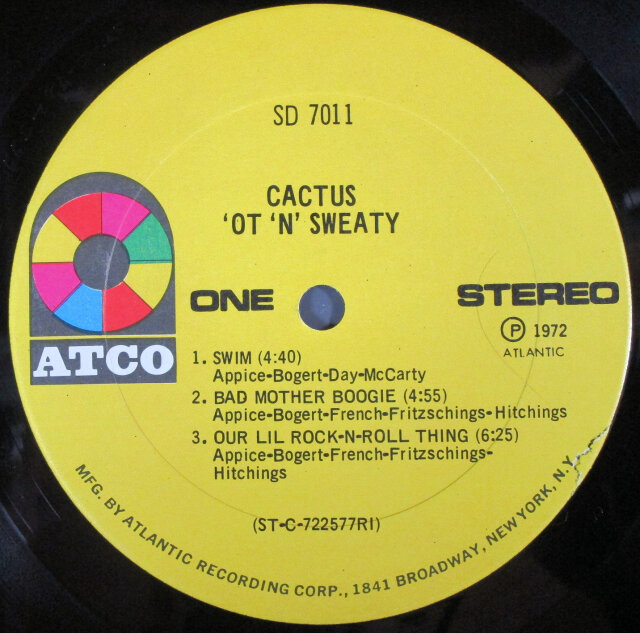 SD 7011
CACTUS
'OT 'N' SWEATY
ATCO
ONE
STEREO
Ⓟ 1972
ATLANTIC
1. SWIM (4:40)
Appice-Bogert-Day-McCarty
2. BAD MOTHER BOOGIE (4:55)
Appice-Bogert-French-Fritzschings-Hitchings
3. OUR LIL ROCK-N-ROLL THING (6:25)
Appice-Bogert-French-Fritzschings-
Hitchings
(ST-C-722577RI)
MFG. BY ATLANTIC RECORDING CORP., 1841 BROADWAY, NEW YORK, N.Y.